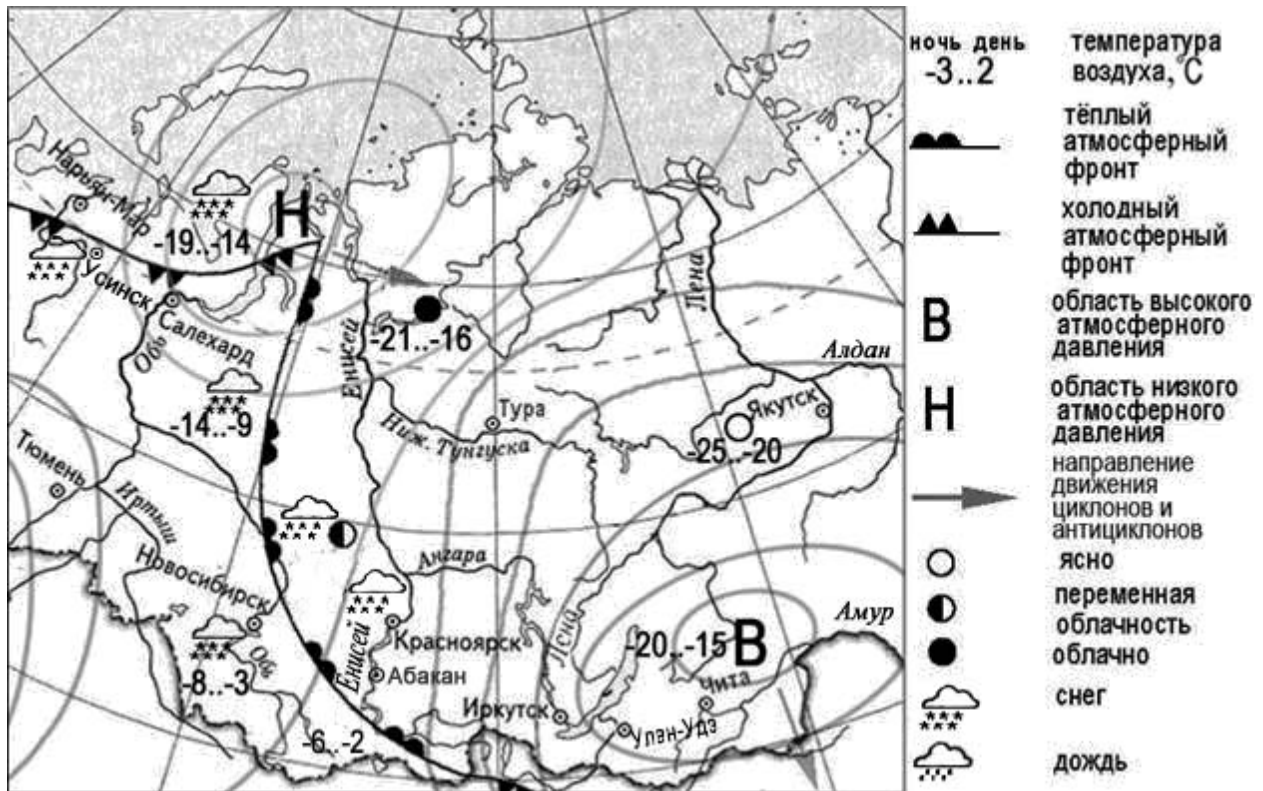 Нарьян-Мар
-19..-14
Н
Усинск
Салехард
Обь
Енисей
-21..-16
Лена
Алдан
-14..-9
Тура
Якутск
Ниж. Тунгуска
-25..-20
Тюмень
Иртыш
Новосибирск
Ангара
Обь
-8..-3
Енисей
Красноярск
Абакан
Лена
-20..-15
В
Амур
Чита
Иркутск
Улан-Удэ
-6..-2
ночь день
-3..2
температура
воздуха,°С
тёплый
атмосферный
фронт
холодный
атмосферный
фронт
В
область высокого
атмосферного
давления
Н
область низкого
атмосферного
давления
направление
движения
циклонов и
антициклонов
ясно
переменная
облачность
облачно
снег
дождь